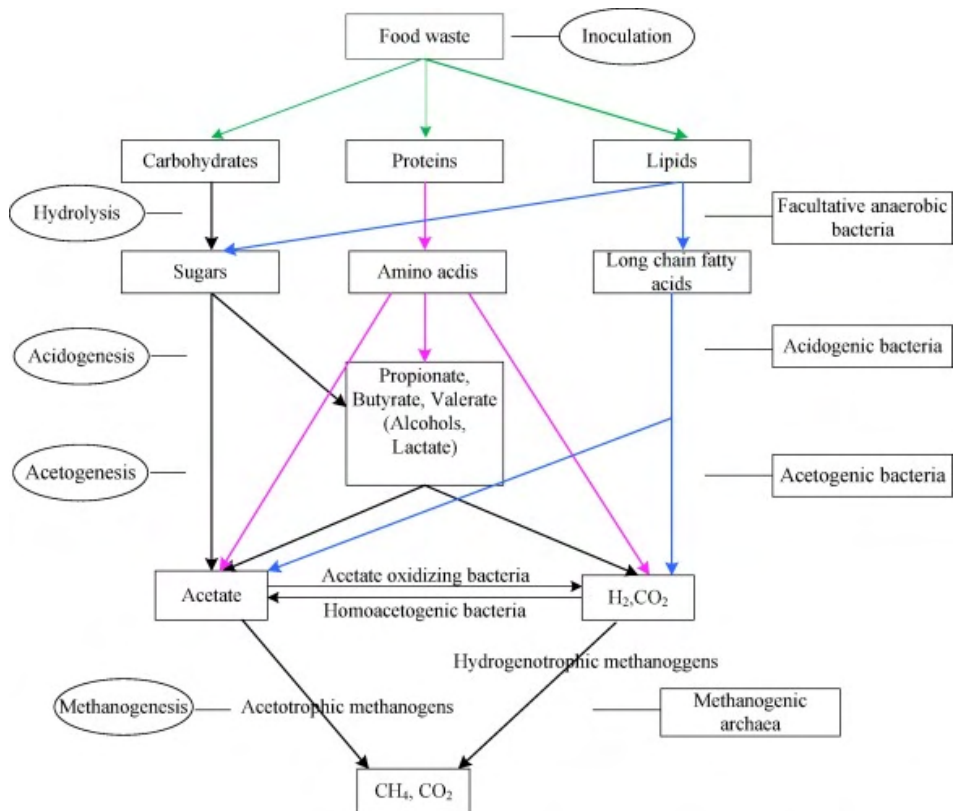 Food waste
Inoculation
Carbohydrates
Proteins
Lipids
Hydrolysis
Facultative anaerobic
bacteria
Sugars
Amino acdis
Long chain fatty
acids
Acidogenesis
Acidogenic bacteria
Propionate,
Butyrate, Valerate
(Alcohols,
Lactate)
Acetogenesis
Acetogenic bacteria
Acetate
Acetate oxidizing bacteria
Homoacetogenic bacteria
H₂,CO₂
Hydrogenotrophic methanoggens
Methanogenesis
Acetotrophic methanogens
Methanogenic
archaea
CH₄, CO₂